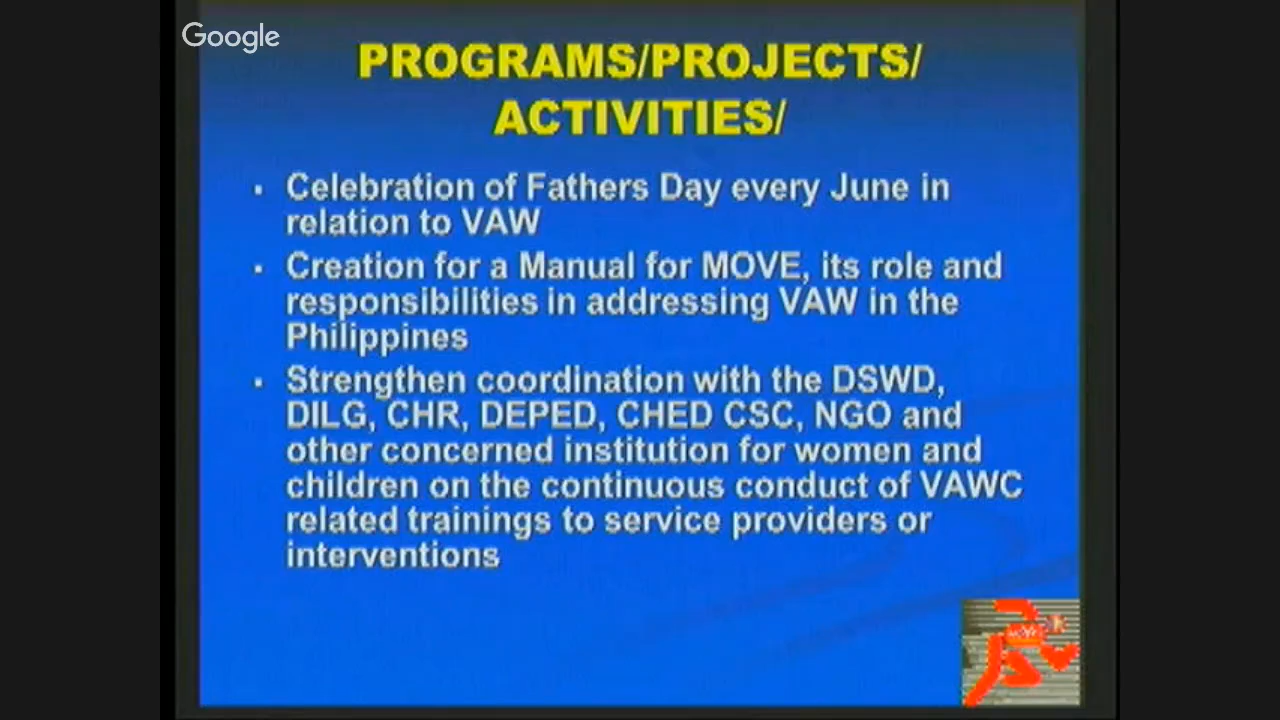 Google
PROGRAMS/PROJECTS/
ACTIVITIES/
▪ Celebration of Fathers Day every June in
relation to VAW
▪ Creation for a Manual for MOVE, its role and
responsibilities in addressing VAW in the
Philippines
▪ Strengthen coordination with the DSWD,
DILG, CHR, DEPED, CHED CSC, NGO and
other concerned institution for women and
children on the continuous conduct of VAWC
related trainings to service providers or
interventions